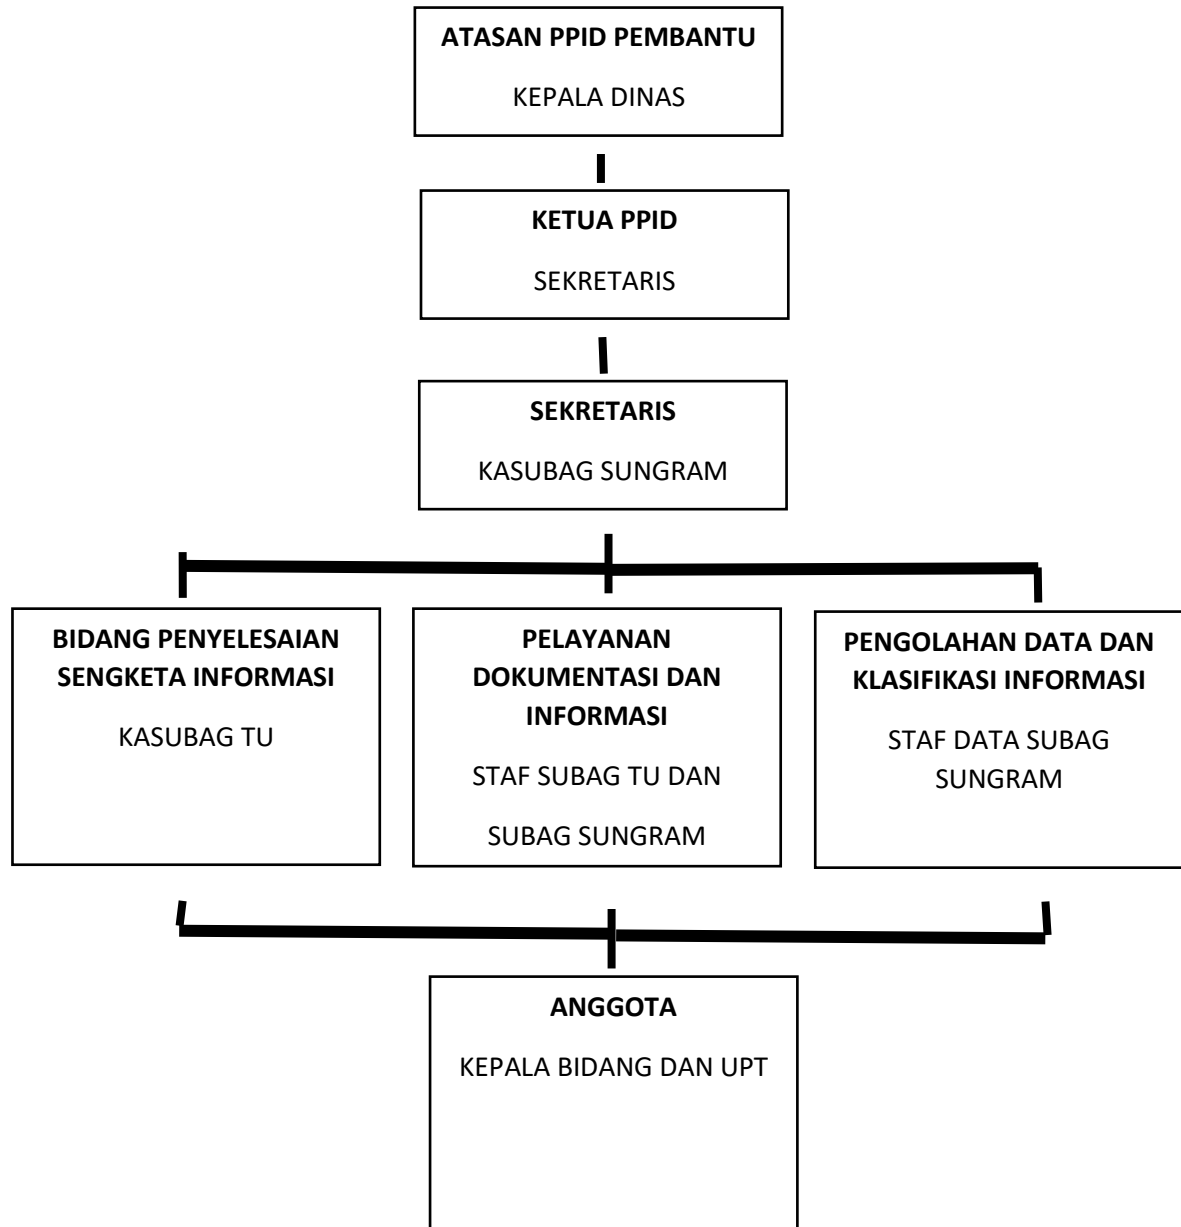 ATASAN PPID PEMBANTU
KEPALA DINAS
KETUA PPID
SEKRETARIS
SEKRETARIS
KASUBAG SUNGRAM
BIDANG PENYELESAIAN
SENGKETA INFORMASI
KASUBAG TU
PELAYANAN
DOKUMENTASI DAN
INFORMASI
STAF SUBAG TU DAN
SUBAG SUNGRAM
PENGOLAHAN DATA DAN
KLASIFIKASI INFORMASI
STAF DATA SUBAG
SUNGRAM
ANGGOTA
KEPALA BIDANG DAN UPT